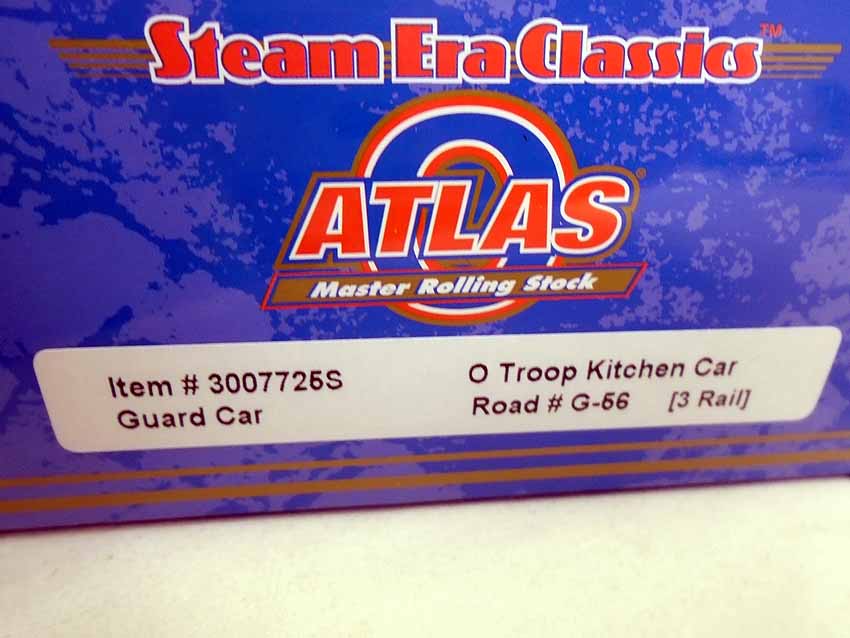 Steam Era Classics™
ATLAS®
Master Rolling Stock
Item # 3007725S
Guard Car
O Troop Kitchen Car
Road # G-56 [3 Rail]